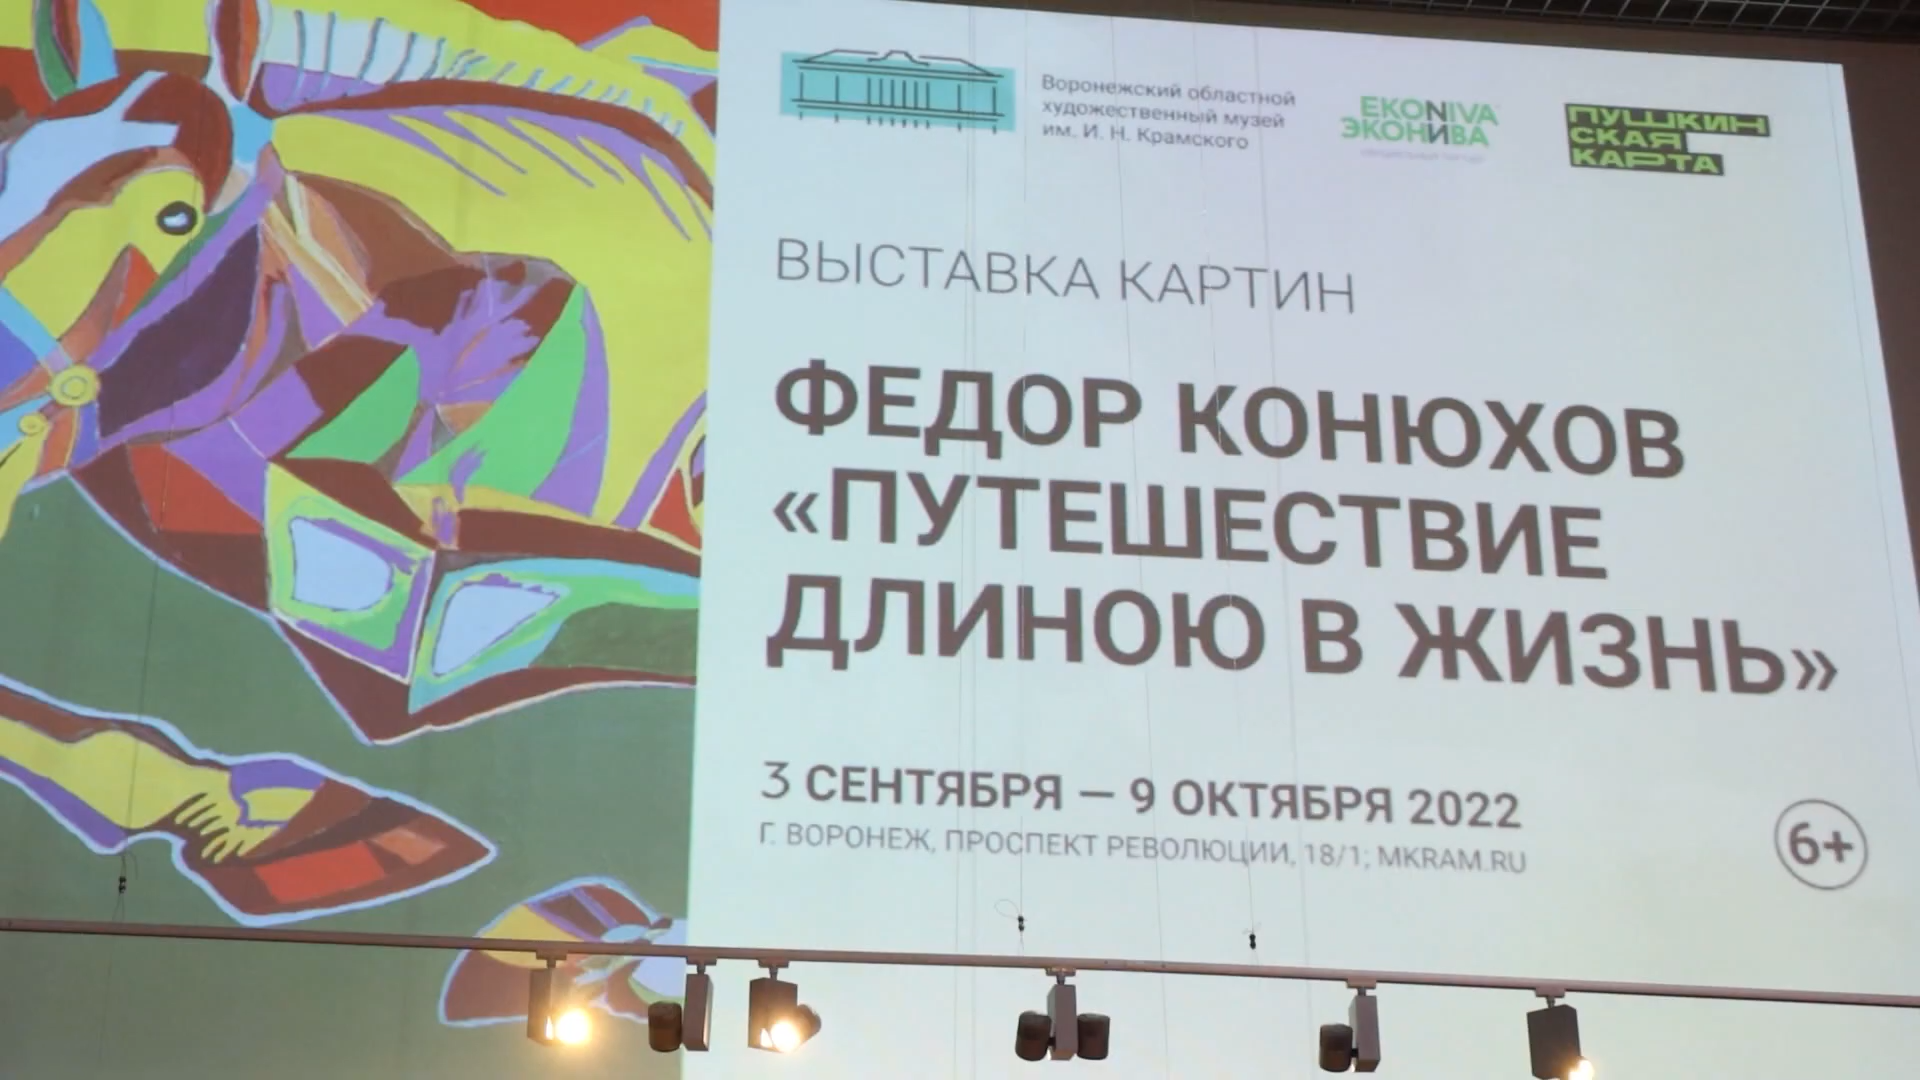 Воронежский областной
художественный музей
им. И. Н. Крамского
EKONIVA
ЭКОНИВА
ПУШКИН
СКАЯ
КАРТА
ВЫСТАВКА КАРТИН
ФЕДОР КОНЮХОВ
«ПУТЕШЕСТВИЕ
ДЛИНОЮ В ЖИЗНЬ»
3 СЕНТЯБРЯ — 9 ОКТЯБРЯ 2022
Г. ВОРОНЕЖ, ПРОСПЕКТ РЕВОЛЮЦИИ, 18/1; MKRAM.RU
6+